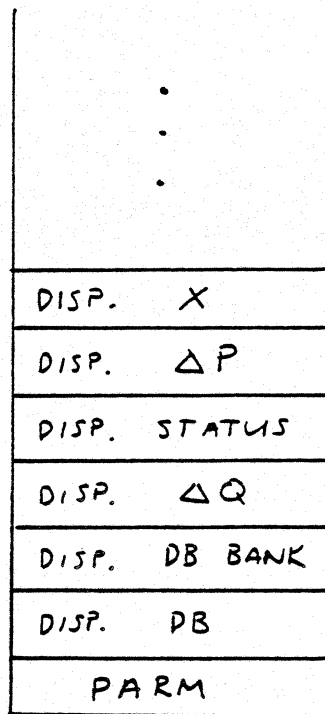 DISP. X
DISP. ΔP
DISP. STATUS
DISP. ΔQ
DISP. DB BANK
DISP. DB
PARM